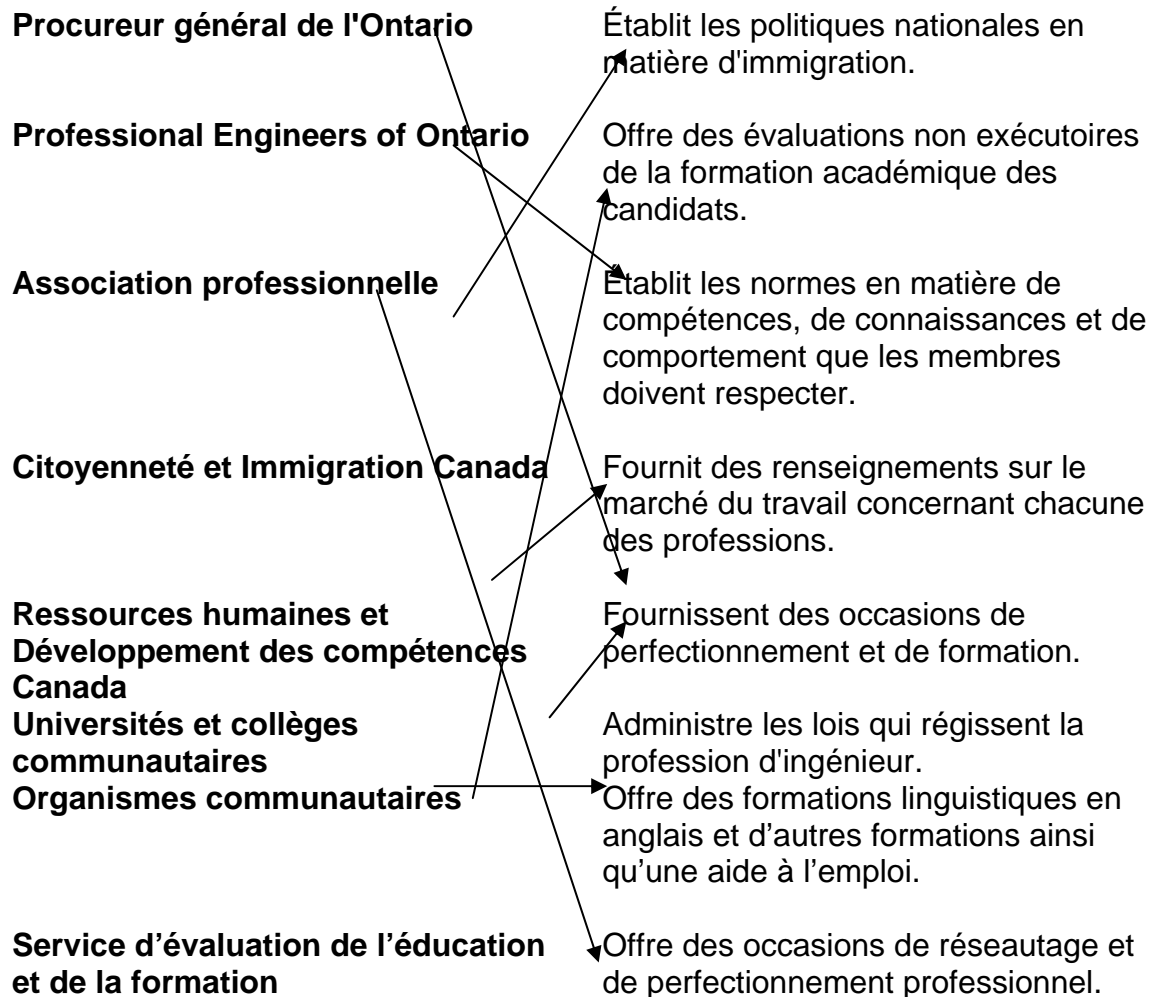 Procureur général de l'Ontario
Établit les politiques nationales en
matière d'immigration.
Professional Engineers of Ontario
Offre des évaluations non exécutoires
de la formation académique des
candidats.
Association professionnelle
Établit les normes en matière de
compétences, de connaissances et de
comportement que les membres
doivent respecter.
Citoyenneté et Immigration Canada
Fournit des renseignements sur le
marché du travail concernant chacune
des professions.
Ressources humaines et
Développement des compétences
Canada
Fournissent des occasions de
perfectionnement et de formation.
Universités et collèges
communautaires
Administre les lois qui régissent la
profession d'ingénieur.
Organismes communautaires
Offre des formations linguistiques en
anglais et d’autres formations ainsi
qu’une aide à l’emploi.
Service d’évaluation de l’éducation
et de la formation
Offre des occasions de réseautage et
de perfectionnement professionnel.